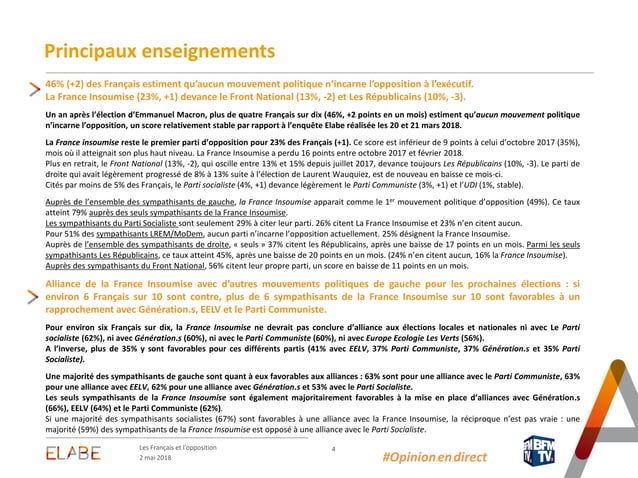 Principaux enseignements
46% (+2) des Français estiment qu'aucun mouvement politique n'incarne l'opposition à l'exécutif.
La France Insoumise (23%, +1) devance le Front National (13%, -2) et Les Républicains (10%, -3).
Un an après l'élection d'Emmanuel Macron, plus de quatre Français sur dix (46%, +2 points en un mois) estiment qu'aucun mouvement politique
n'incarne l'opposition, un score relativement stable par rapport à l'enquête Elabe réalisée les 20 et 21 mars 2018.
La France insoumise reste le premier parti d'opposition pour 23% des Français (+1). Ce score est inférieur de 9 points à celui d'octobre 2017 (35%),
mois où il atteignait son plus haut niveau. La France Insoumise a perdu 16 points entre octobre 2017 et février 2018.
Plus en retrait, le Front National (13%, -2), qui oscille entre 13% et 15% depuis juillet 2017, devance toujours Les Républicains (10%, -3). Le parti de
droite qui avait légèrement progressé de 8% à 13% suite à l'élection de Laurent Wauquiez, est de nouveau en baisse ce mois-ci.
Cités par moins de 5% des Français, le Parti socialiste (4%, +1) devance légèrement le Parti Communiste (3%, +1) et l'UDI (1%, stable).
Auprès de l'ensemble des sympathisants de gauche, la France Insoumise apparait comme le 1er mouvement politique d'opposition (49%). Ce taux
atteint 79% auprès des seuls sympathisants de la France Insoumise.
Les sympathisants du Parti Socialiste sont seulement 29% à citer leur parti. 26% citent La France Insoumise et 23% n'en citent aucun.
Pour 51% des sympathisants LREM/MoDem, aucun parti n'incarne l'opposition actuellement. 25% désignent la France Insoumise.
Auprès de l'ensemble des sympathisants de droite, « seuls » 37% citent les Républicains, après une baisse de 17 points en un mois. Parmi les seuls
sympathisants Les Républicains, ce taux atteint 45%, après une baisse de 20 points en un mois. (24% n'en citent aucun, 16% la France Insoumise).
Auprès des sympathisants du Front National, 56% citent leur propre parti, un score en baisse de 11 points en un mois.
Alliance de la France Insoumise avec d'autres mouvements politiques de gauche pour les prochaines élections : si
environ 6 Français sur 10 sont contre, plus de 6 sympathisants de la France Insoumise sur 10 sont favorables à un
rapprochement avec Génération.s, EELV et le Parti Communiste.
Pour environ six Français sur dix, la France Insoumise ne devrait pas conclure d'alliance aux élections locales et nationales ni avec Le Parti
socialiste (62%), ni avec Génération.s (60%), ni avec le Parti Communiste (60%), ni avec Europe Ecologie Les Verts (56%).
A l'inverse, plus de 35% y sont favorables pour ces différents partis (41% avec EELV, 37% Parti Communiste, 37% Génération.s et 35% Parti
Socialiste).
Une majorité des sympathisants de gauche sont quant à eux favorables aux alliances : 63% sont pour une alliance avec le Parti Communiste, 63%
pour une alliance avec EELV, 62% pour une alliance avec Génération.s et 53% avec le Parti Socialiste.
Les seuls sympathisants de la France Insoumise sont également majoritairement favorables à la mise en place d'alliances avec Génération.s
(66%), EELV (64%) et le Parti Communiste (62%).
Si une majorité des sympathisants socialistes (67%) sont favorables à une alliance avec la France Insoumise, la réciproque n'est pas vraie : une
majorité (59%) des sympathisants de la France Insoumise est opposé à une alliance avec le Parti Socialiste.
ELABE
Les Français et l'opposition
2 mai 2018
4
#Opinion en direct
BFM
TV.